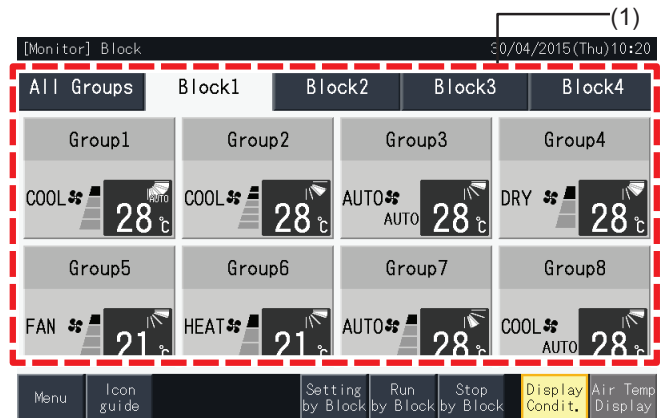 (1)
[Monitor] Block 30/04/2015(Thu)10:20
All Groups Block1 Block2 Block3 Block4
Group1 Group2 Group3 Group4
COOL AUTO 28 ℃ COOL 28 ℃ AUTO AUTO 28 ℃ DRY 28 ℃
Group5 Group6 Group7 Group8
FAN 21 ℃ HEAT 21 ℃ AUTO 28 ℃ COOL AUTO 28 ℃
Menu Icon guide Setting by Block Run by Block Stop by Block Display Condit. Air Temp Display